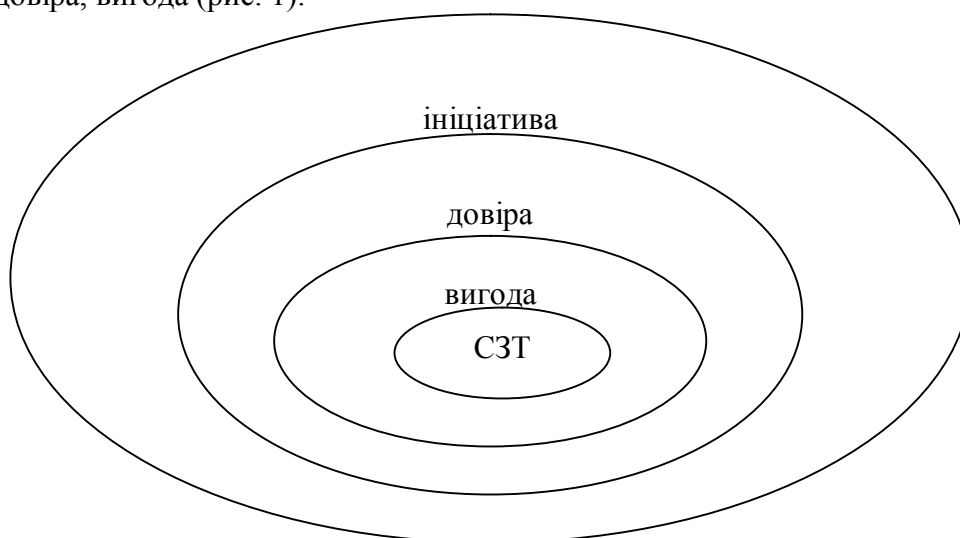 довіра, вигода (рис. 1).
ініціатива
довіра
вигода
СЗТ